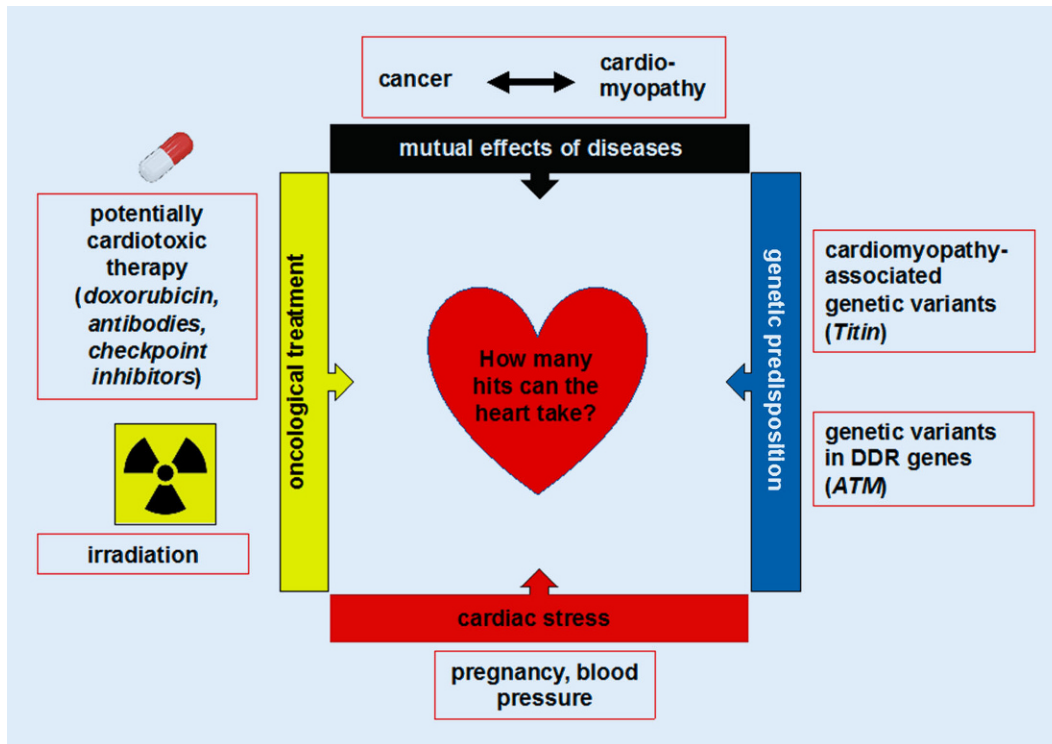 cancer
cardio-
myopathy
mutual effects of diseases
potentially
cardiotoxic
therapy
(doxorubicin,
antibodies,
checkpoint
inhibitors)
irradiation
oncological treatment
How many
hits can the
heart take?
genetic predisposition
cardiomyopathy-
associated
genetic variants
(Titin)
genetic variants
in DDR genes
(ATM)
cardiac stress
pregnancy, blood
pressure